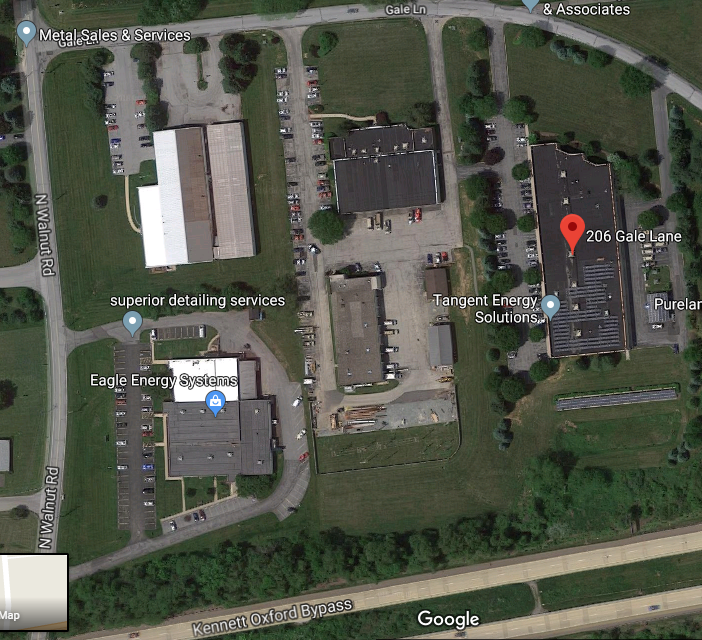 & Associates
Gale Ln
Metal Sales & Services
Gale Ln
N Walnut Rd
206 Gale Lane
superior detailing services
Tangent Energy
Solutions
Purelan
Eagle Energy Systems
N Walnut Rd
Map
Kennett Oxford Bypass
Google